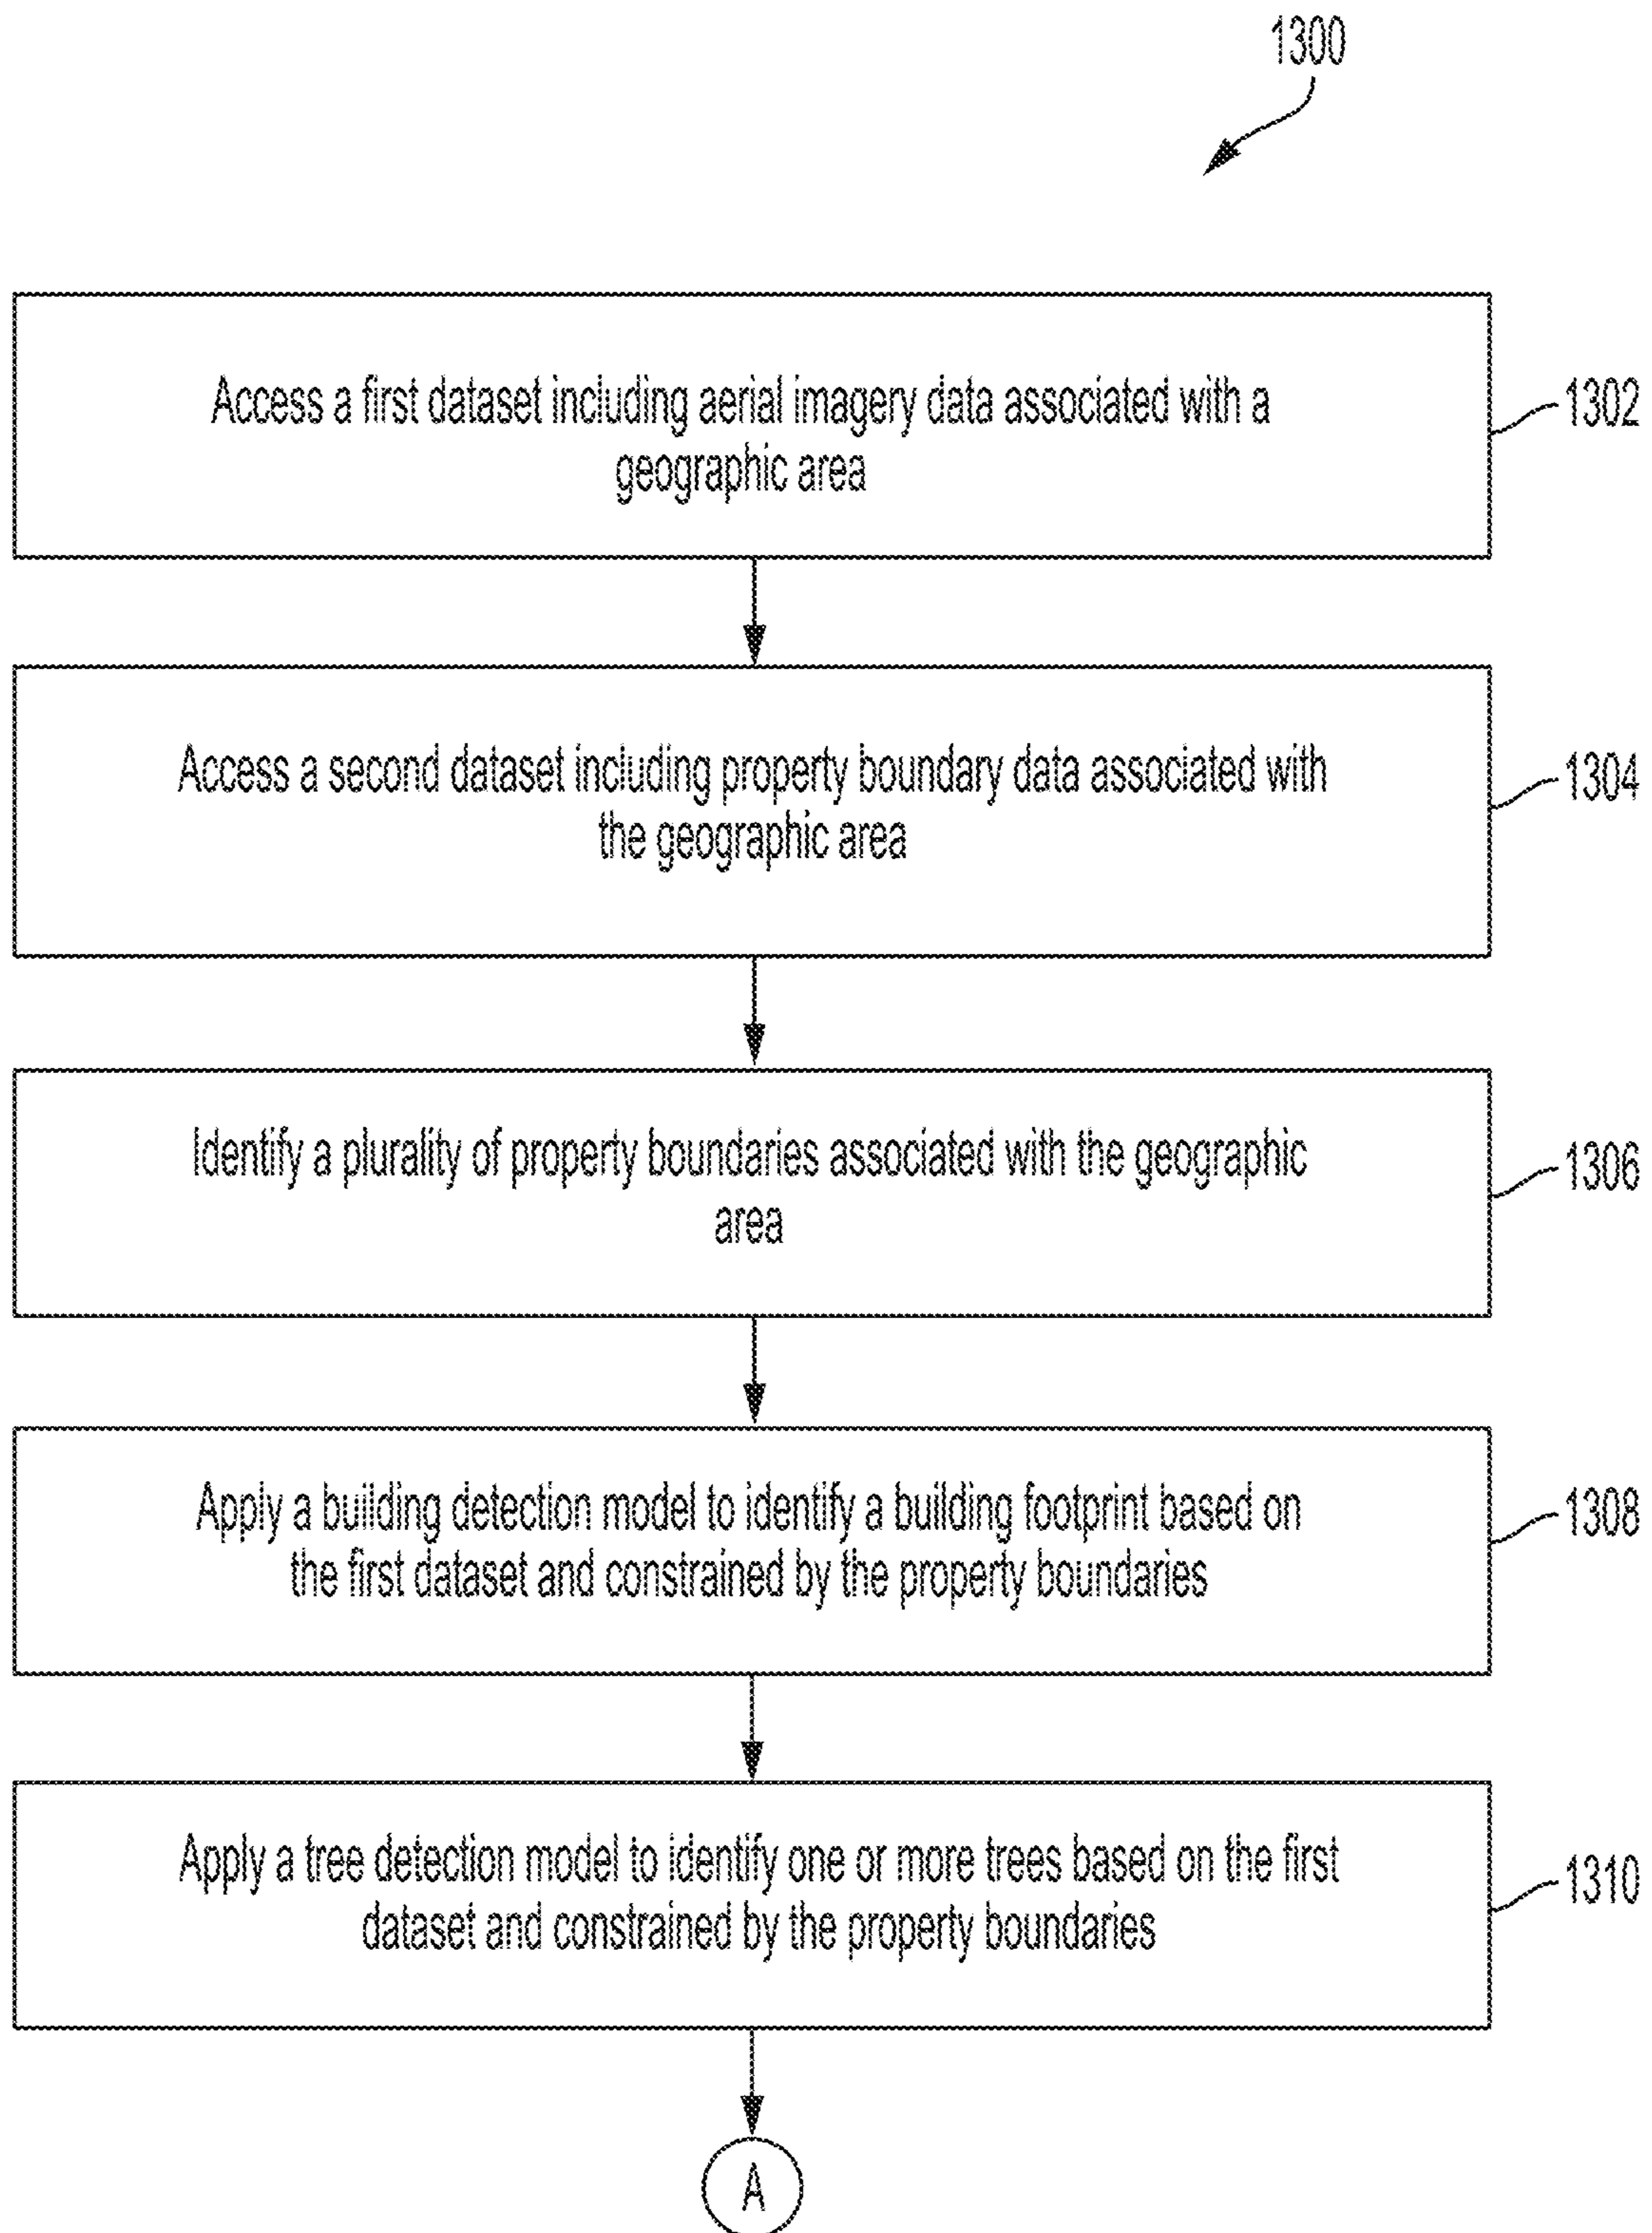 1300
Access a first dataset including aerial imagery data associated with a
geographic area
1302
Access a second dataset including property boundary data associated with
the geographic area
1304
Identify a plurality of property boundaries associated with the geographic
area
1306
Apply a building detection model to identify a building footprint based on
the first dataset and constrained by the property boundaries
1308
Apply a tree detection model to identify one or more trees based on the first
dataset and constrained by the property boundaries
1310
A